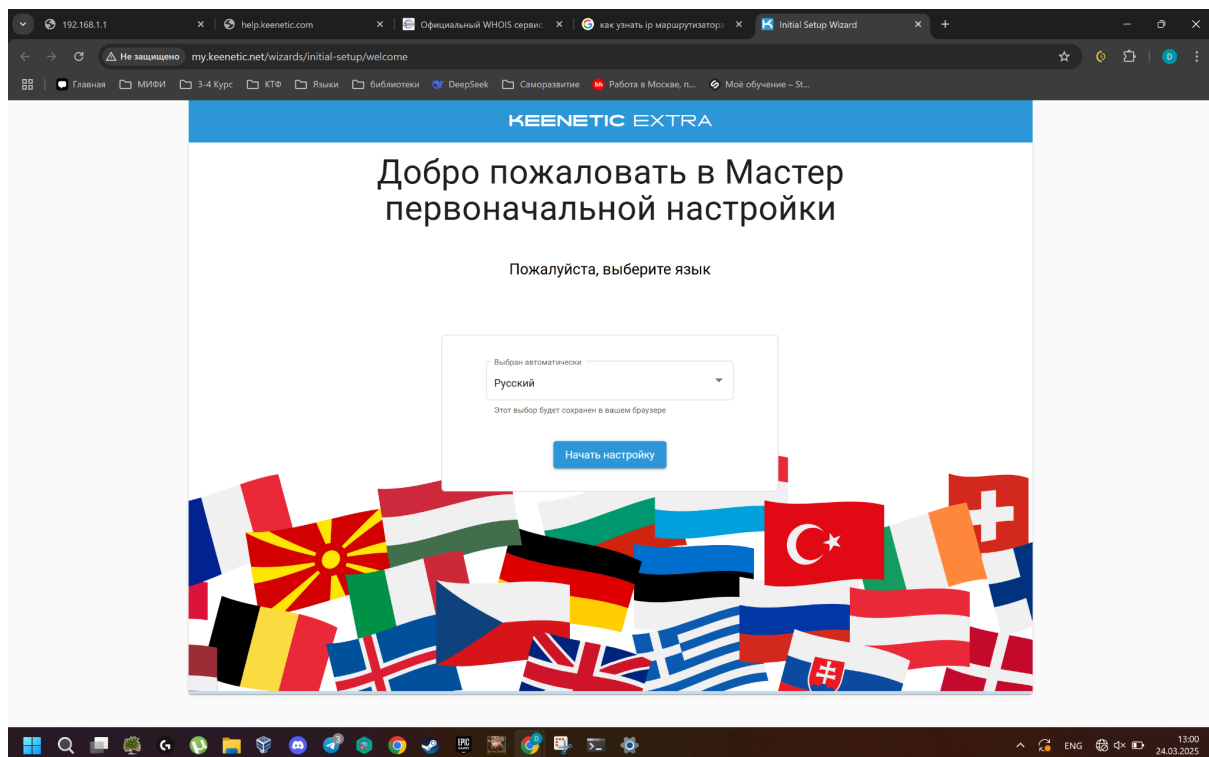 192.168.1.1
help.keenetic.com
Официальный WHOIS сервис.
как узнать ip маршрутизатора
Initial Setup Wizard
Не защищено
my.keenetic.net/wizards/initial-setup/welcome
Главная
МИФИ
3-4 Курс
КТФ
Языки
библиотеки
DeepSeek
Саморазвитие
Работа в Москве, п...
Моё обучение – St...
KEENETIC EXTRA
Добро пожаловать в Мастер
первоначальной настройки
Пожалуйста, выберите язык
Выбран автоматически
Русский
Этот выбор будет сохранен в вашем браузере
Начать настройку
3
EPIC
GAMES
ENG
13:00
24.03.2025